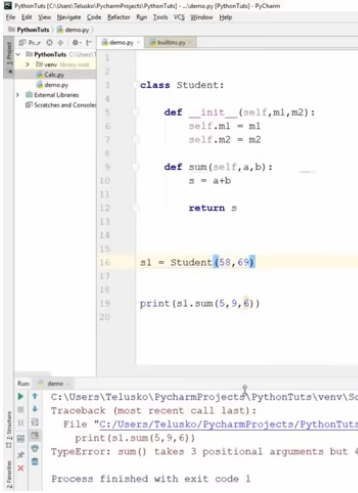 PythonTuts [C:\Users\Telusko\PycharmProjects\PythonTuts] - ...\demo.py - PyCharm
File Edit View Navigate Code Refactor Run Tools VCS Window Help
PythonTuts demo.py
Pr...
demo.py builtins.py
1: Project
PythonTuts
venv library root
Calc.py
demo.py
External Libraries
Scratches and Consoles
1
2
3 class Student:
4
5 def __init__(self,m1,m2):
6 self.m1 = m1
7 self.m2 = m2
8
9 def sum(self,a,b):
10 s = a+b
11
12 return s
13
14
15
16 s1 = Student(58,69)
17
18
19 print(s1.sum(5,9,6))
20
Run: demo
C:\Users\Telusko\PycharmProjects\PythonTuts\venv\Sc
Traceback (most recent call last):
File "C:/Users/Telusko/PycharmProjects/PythonTuts
print(s1.sum(5,9,6))
TypeError: sum() takes 3 positional arguments but 4
Process finished with exit code 1
Z: Structure
2: Favorites